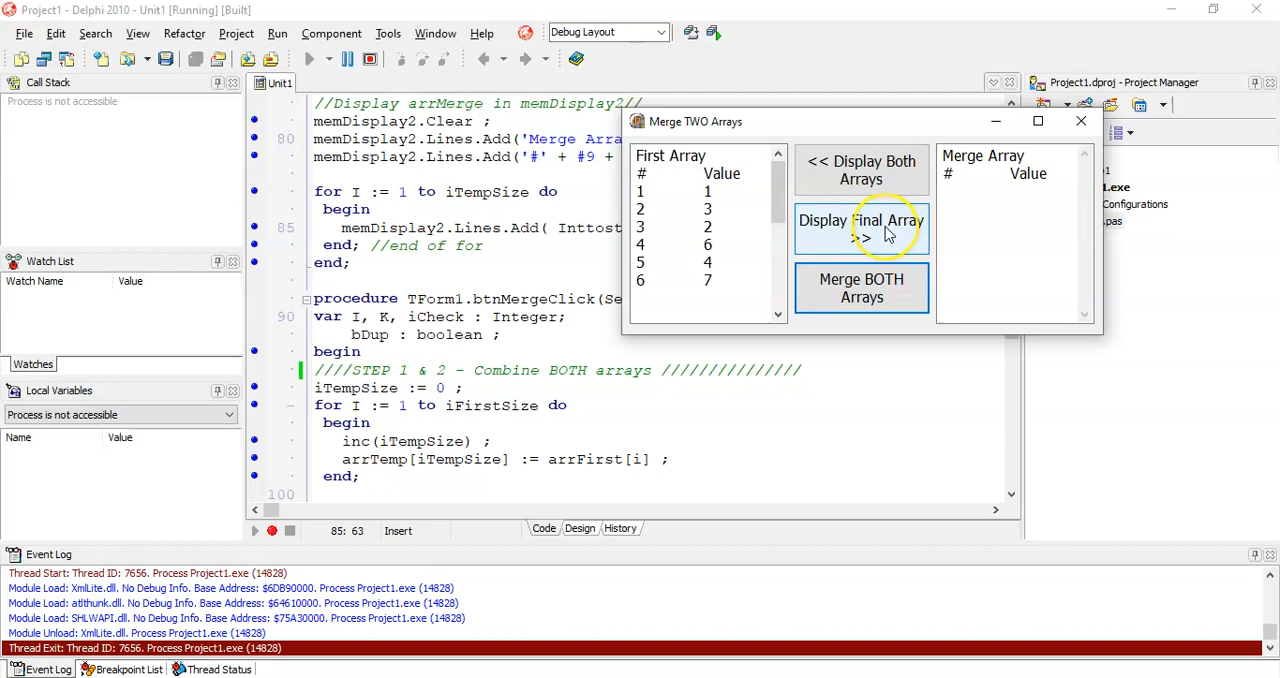 Project1 - Delphi 2010 - Unit1 [Running] [Built]
File Edit Search View Refactor Project Run Component Tools Window Help
Debug Layout
Call Stack
Process is not accessible
Watch List
Watch Name Value
Watches
Local Variables
Process is not accessible
Name Value
Unit1
//Display arrMerge in memDisplay2//
memDisplay2.Clear ;
80 memDisplay2.Lines.Add('Merge Arra
memDisplay2.Lines.Add('#' + #9 +
for I := 1 to iTempSize do
begin
85 memDisplay2.Lines.Add( Inttost
end; //end of for
end;
procedure TForm1.btnMergeClick(Se
90 var I, K, iCheck : Integer;
bDup : boolean ;
begin
////STEP 1 & 2 - Combine BOTH arrays ///////////////
iTempSize := 0 ;
for I := 1 to iFirstSize do
begin
inc(iTempSize) ;
arrTemp[iTempSize] := arrFirst[i] ;
end;
100
85: 63 Insert
Code Design History
Merge TWO Arrays
First Array
# Value
1 1
2 3
3 2
4 6
5 4
6 7
<< Display Both
Arrays
Display Final Array
>>
Merge BOTH
Arrays
Merge Array
# Value
Project1.dproj - Project Manager
1
1.exe
Configurations
.pas
Event Log
Thread Start: Thread ID: 7656. Process Project1.exe (14828)
Module Load: XmlLite.dll. No Debug Info. Base Address: $6DB90000. Process Project1.exe (14828)
Module Load: atlthunk.dll. No Debug Info. Base Address: $64610000. Process Project1.exe (14828)
Module Load: SHLWAPI.dll. No Debug Info. Base Address: $75A30000. Process Project1.exe (14828)
Module Unload: XmlLite.dll. Process Project1.exe (14828)
Thread Exit: Thread ID: 7656. Process Project1.exe (14828)
Event Log Breakpoint List Thread Status